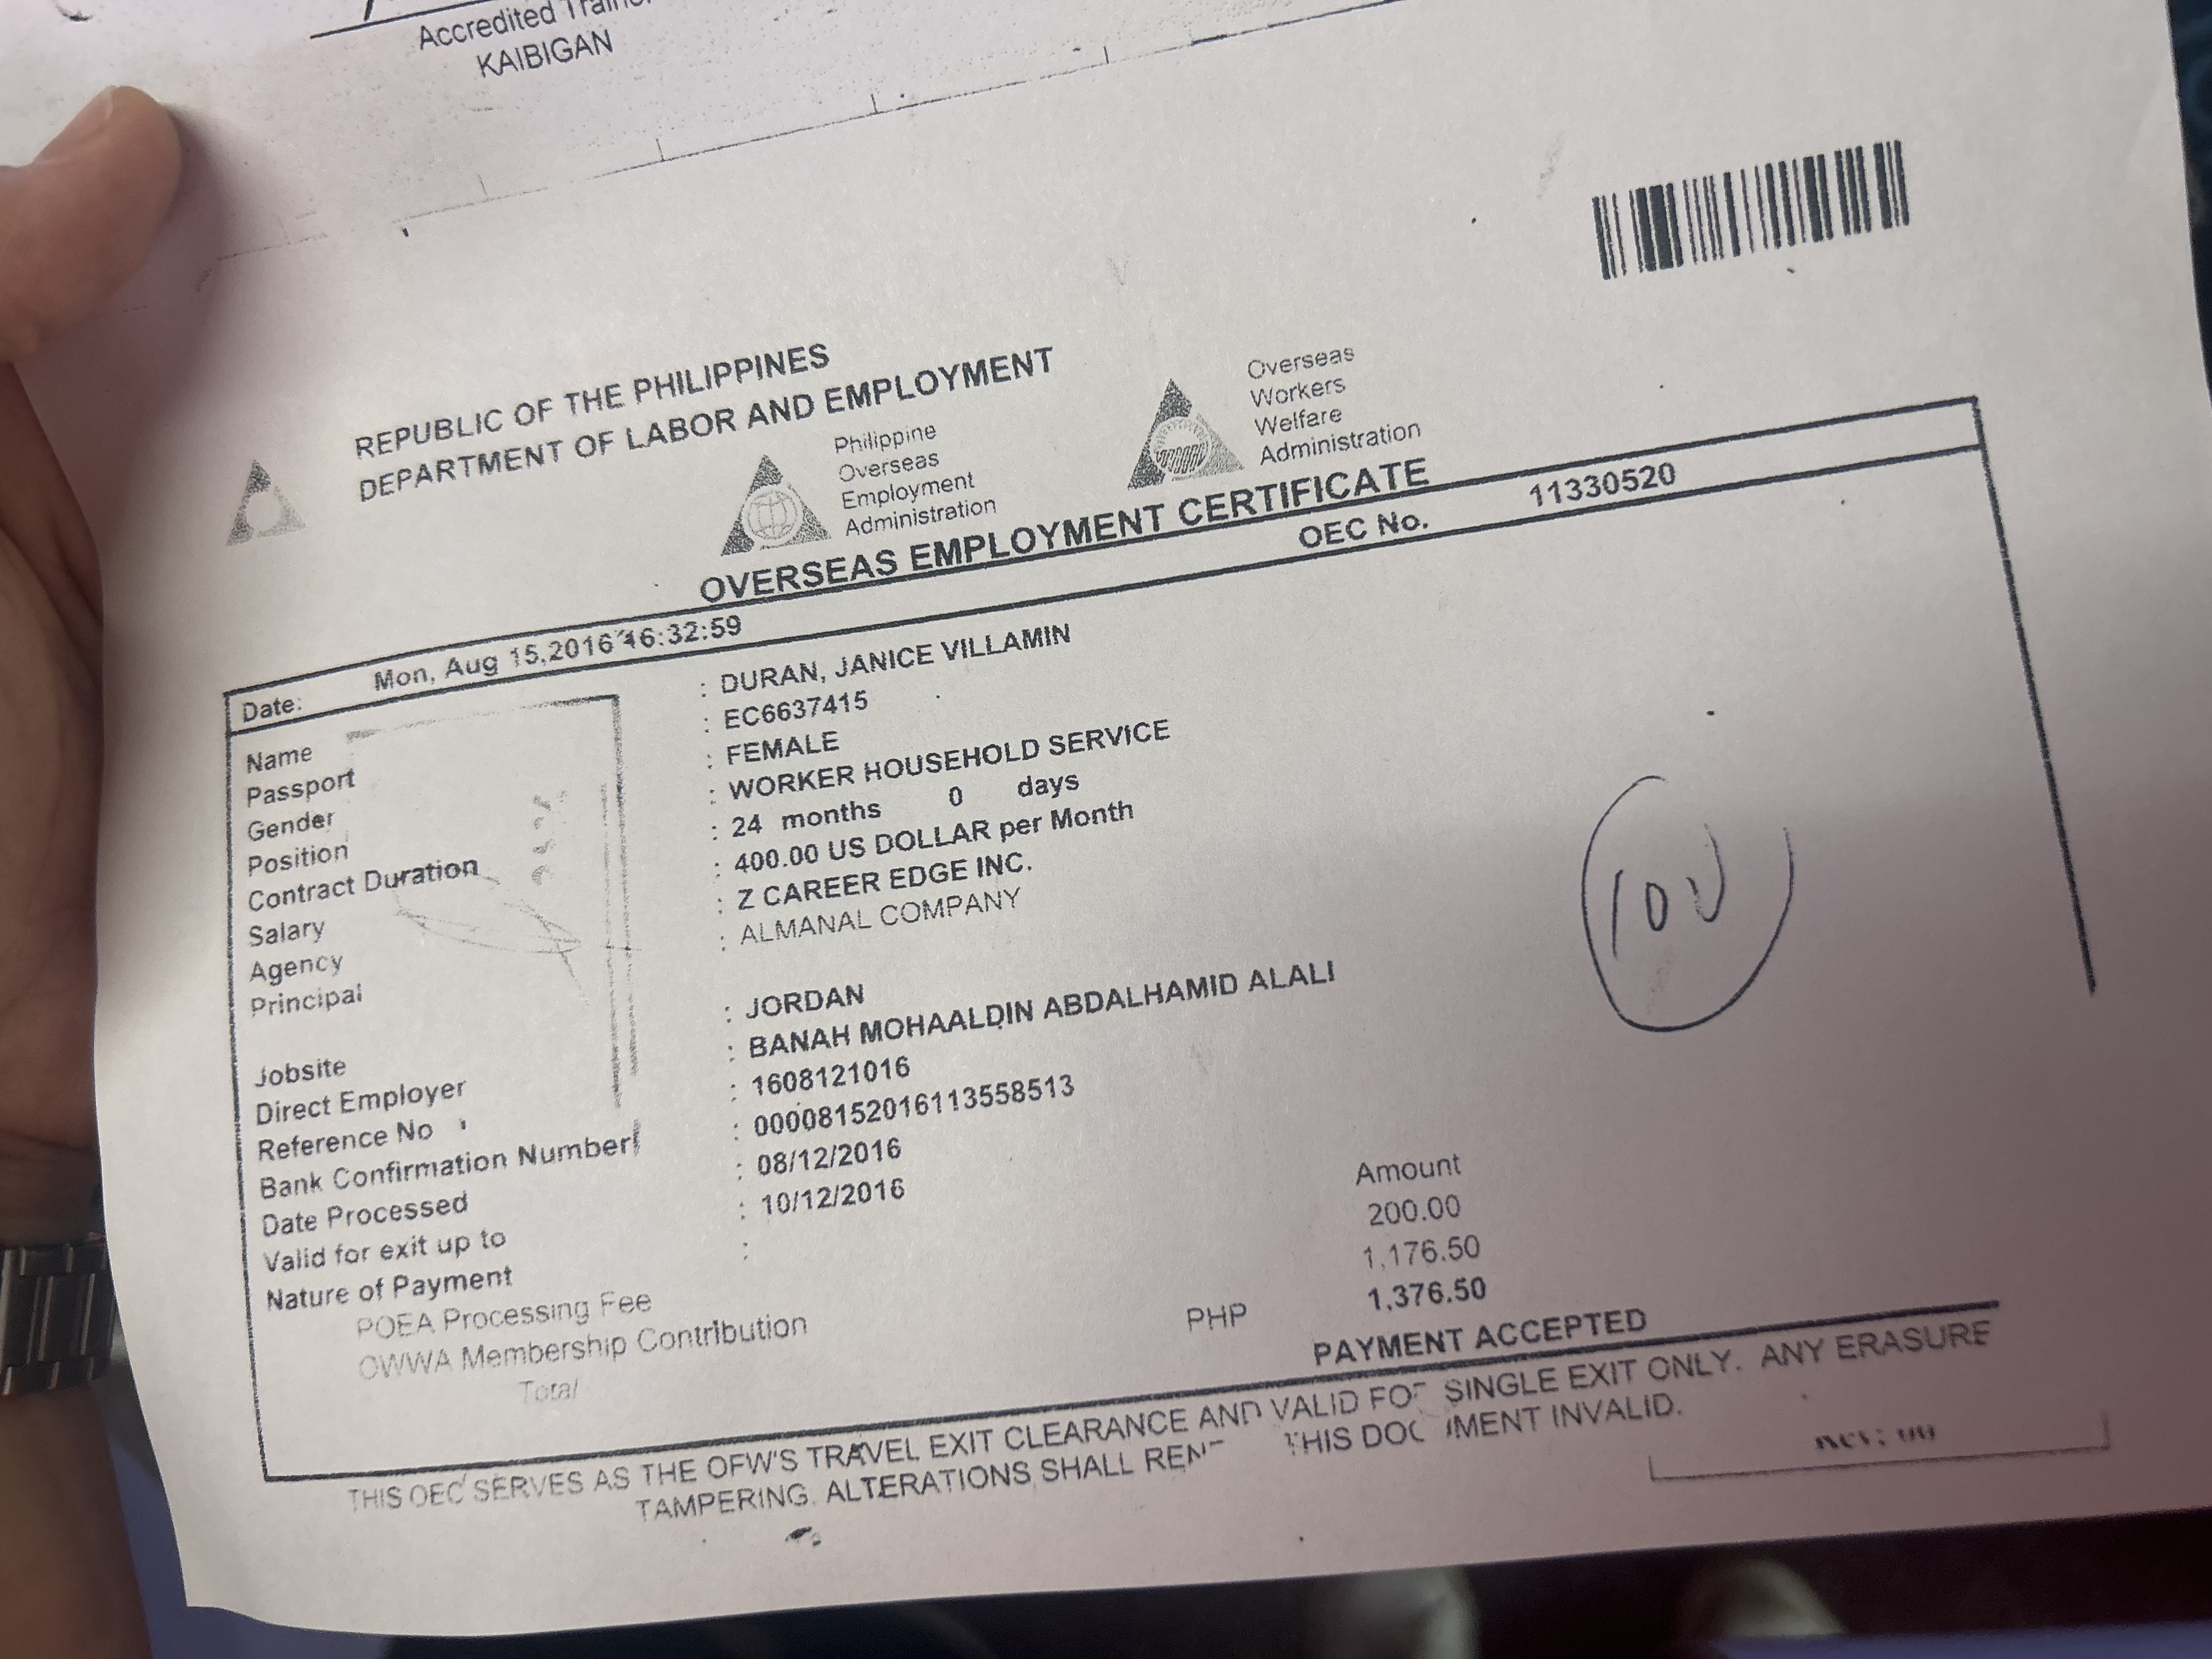 Accredited
KAIBIGAN
REPUBLIC OF THE PHILIPPINES
DEPARTMENT OF LABOR AND EMPLOYMENT
Philippine
Overseas
Employment
Administration
Overseas
Workers
Welfare
Administration
OVERSEAS EMPLOYMENT CERTIFICATE
OEC No. 11330520
Date: Mon, Aug 15,2016 16:32:59
Name : DURAN, JANICE VILLAMIN
Passport : EC6637415
Gender : FEMALE
Position : WORKER HOUSEHOLD SERVICE
Contract Duration : 24 months 0 days
Salary : 400.00 US DOLLAR per Month
Agency : Z CAREER EDGE INC.
Principal : ALMANAL COMPANY
Jobsite : JORDAN
Direct Employer : BANAH MOHAALDIN ABDALHAMID ALALI
Reference No : 1608121016
Bank Confirmation Number : 00008152016113558513
Date Processed : 08/12/2016
Valid for exit up to : 10/12/2016
Nature of Payment : Amount
POEA Processing Fee 200.00
OWWA Membership Contribution 1,176.50
Total PHP 1,376.50
PAYMENT ACCEPTED
THIS OEC SERVES AS THE OFW'S TRAVEL EXIT CLEARANCE AND VALID FOR SINGLE EXIT ONLY. ANY ERASURE
TAMPERING, ALTERATIONS SHALL THIS DOCUMENT INVALID.